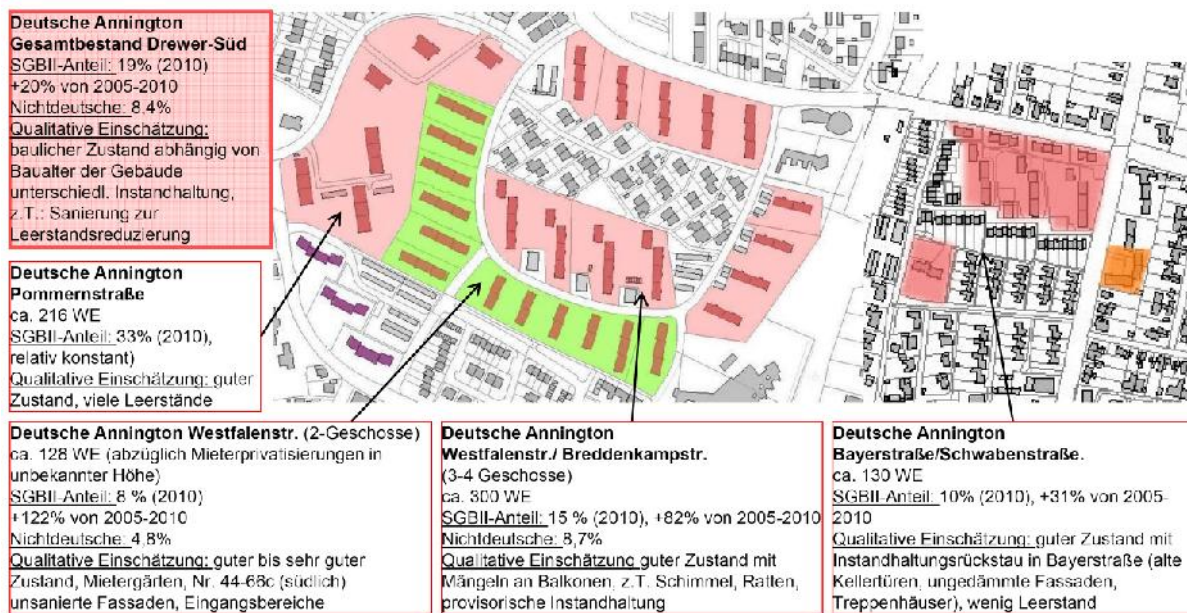 Deutsche Annington
Gesamtbestand Drewer-Süd
SGBII-Anteil: 19% (2010)
+20% von 2005-2010
Nichtdeutsche: 8,4%
Qualitative Einschätzung:
baulicher Zustand abhängig von
Baualter der Gebäude
unterschiedl. Instandhaltung,
z.T.: Sanierung zur
Leerstandsreduzierung
Deutsche Annington
Pommernstraße
ca. 216 WE
SGBII-Anteil: 33% (2010),
relativ konstant)
Qualitative Einschätzung: guter
Zustand, viele Leerstände
Deutsche Annington Westfalenstr. (2-Geschosse)
ca. 128 WE (abzüglich Mieterprivatisierungen in
unbekannter Höhe)
SGBII-Anteil: 8 % (2010)
+122% von 2005-2010
Nichtdeutsche: 4,8%
Qualitative Einschätzung: guter bis sehr guter
Zustand, Mietergärten, Nr. 44-66c (südlich)
unsanierte Fassaden, Eingangsbereiche
Deutsche Annington
Westfalenstr./ Breddenkampstr.
(3-4 Geschosse)
ca. 300 WE
SGBII-Anteil: 15 % (2010), +82% von 2005-2010
Nichtdeutsche: 8,7%
Qualitative Einschätzung guter Zustand mit
Mängeln an Balkonen, z.T. Schimmel, Ratten,
provisorische Instandhaltung
Deutsche Annington
Bayerstraße/Schwabenstraße.
ca. 130 WE
SGBII-Anteil: 10% (2010), +31% von 2005-
2010
Qualitative Einschätzung: guter Zustand mit
Instandhaltungsrückstau in Bayerstraße (alte
Kellertüren, ungedämmte Fassaden,
Treppenhäuser), wenig Leerstand